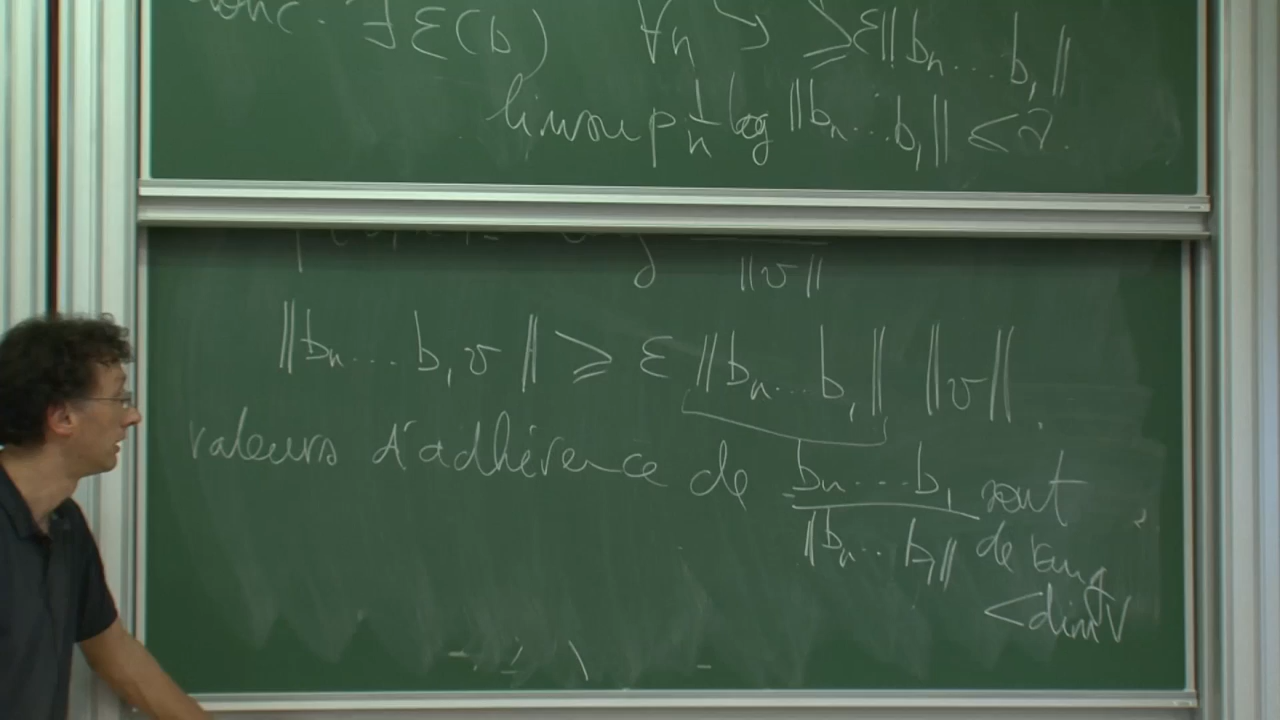 donc. ∃ε(b) ∀n ↘ ≥ ε‖bₙ...b₁‖
limsup 1/n log ‖bₙ...b₁‖ <
‖v‖
‖bₙ...b₁v‖ ≥ ε ‖bₙ...b₁‖ ‖v‖.
valeurs d'adhérence de bₙ...b₁ sont
‖bₙ...b₁‖ de rang
<dim V